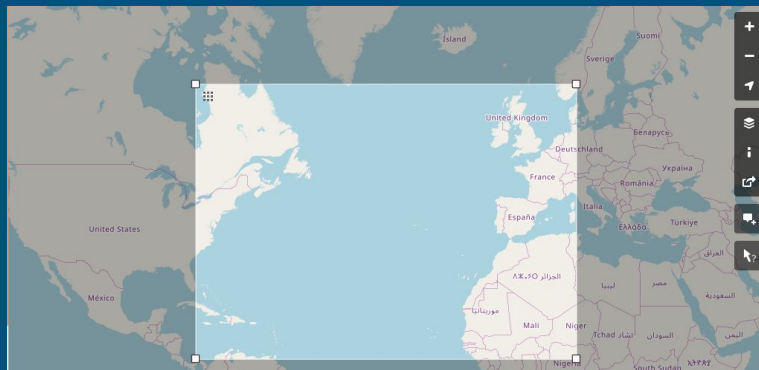 Ísland
Suomi
Sverige
United Kingdom
Беларусь
Deutschland
Україна
France
România
Italia
España
Ελλάδα
Türkiye
United States
العراق
الجزائر
ليبيا
مصر
السعودية
México
موريتانيا
Mali
Niger
Tchad تشاد
السودان
اليمن
Nigeria
South Sudan